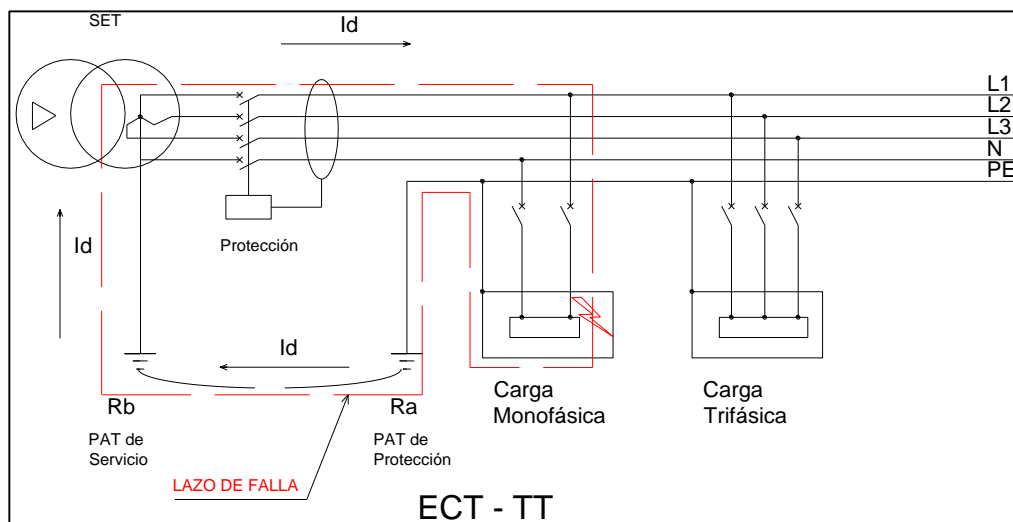 SET
Id
L1
L2
L3
N
PE
Id
Protección
Id
Rb
Ra
PAT de
Servicio
PAT de
Protección
Carga
Monofásica
Carga
Trifásica
LAZO DE FALLA
ECT - TT